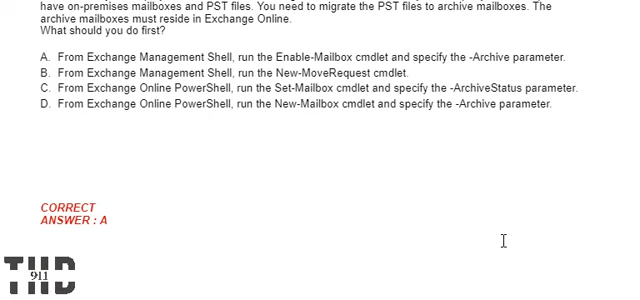 have on-premises mailboxes and PST files. You need to migrate the PST files to archive mailboxes. The
archive mailboxes must reside in Exchange Online.
What should you do first?
A. From Exchange Management Shell, run the Enable-Mailbox cmdlet and specify the -Archive parameter.
B. From Exchange Management Shell, run the New-MoveRequest cmdlet.
C. From Exchange Online PowerShell, run the Set-Mailbox cmdlet and specify the -ArchiveStatus parameter.
D. From Exchange Online PowerShell, run the New-Mailbox cmdlet and specify the -Archive parameter.
CORRECT
ANSWER : A
THD
911